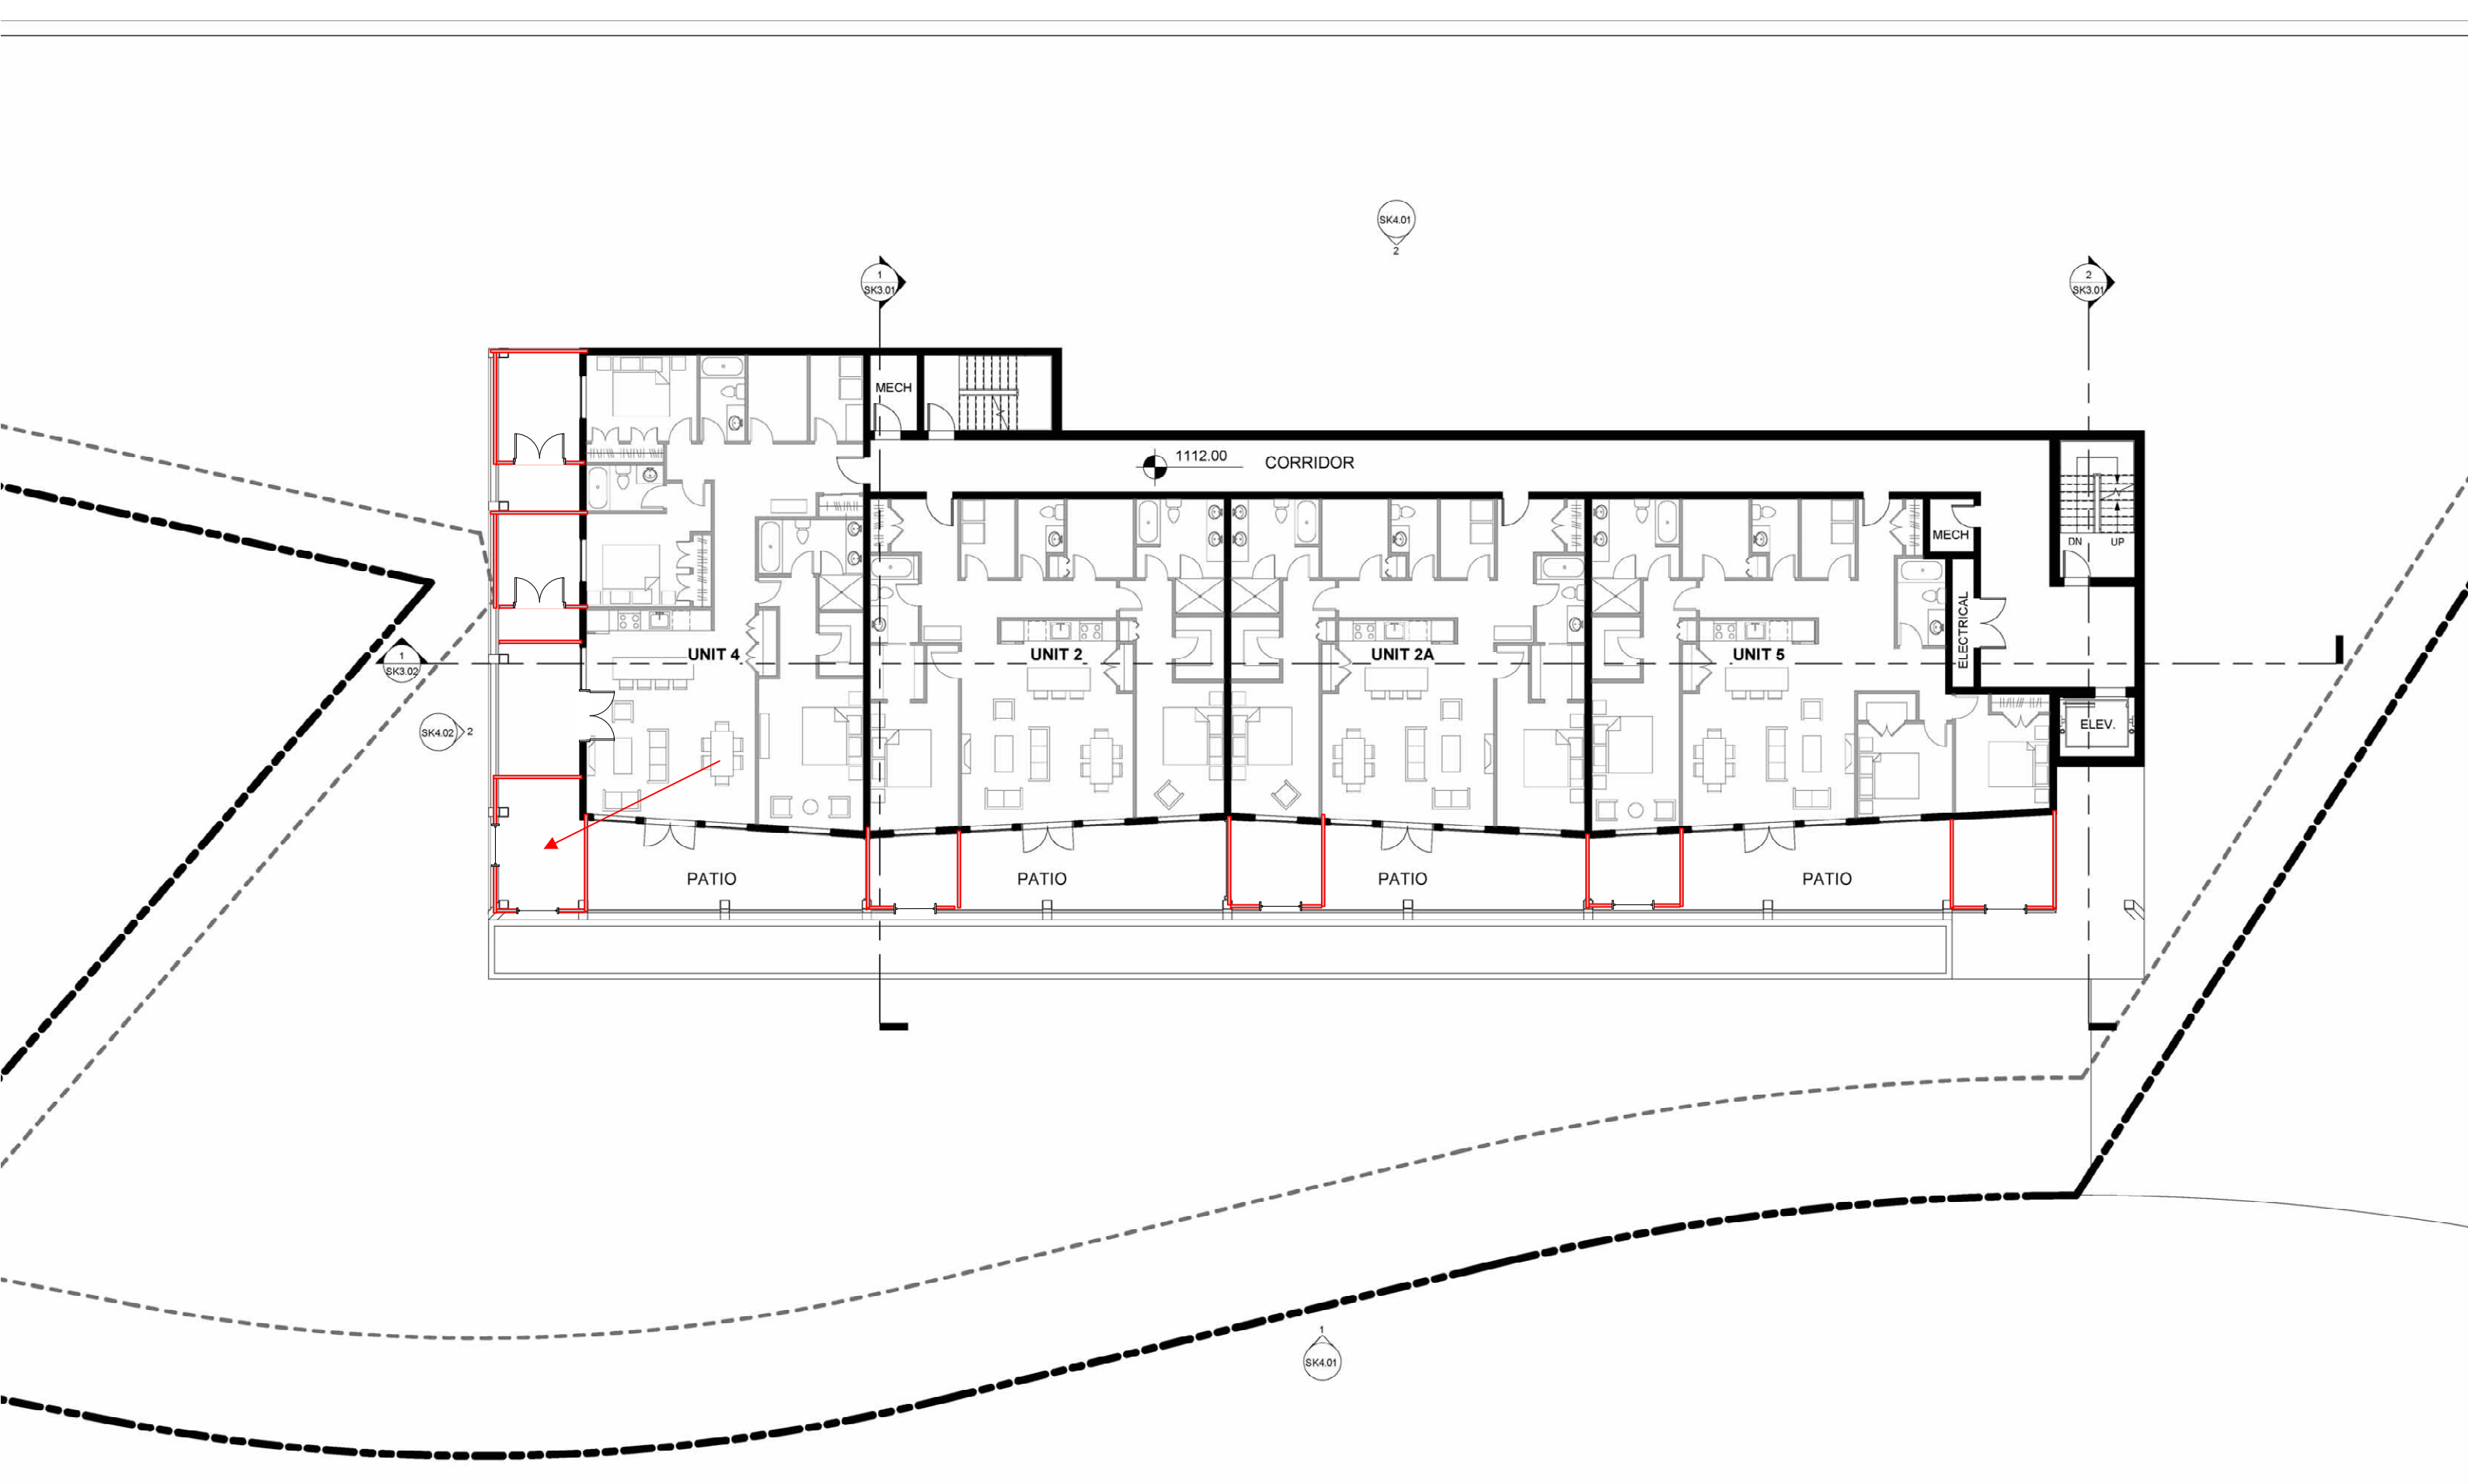 SK4.01
2
1
SK3.01
2
SK3.01
MECH
1112.00
CORRIDOR
MECH
DN
UP
ELECTRICAL
1
SK3.02
UNIT 4
UNIT 2
UNIT 2A
UNIT 5
SK4.02
2
ELEV.
PATIO
PATIO
PATIO
PATIO
1
SK4.01